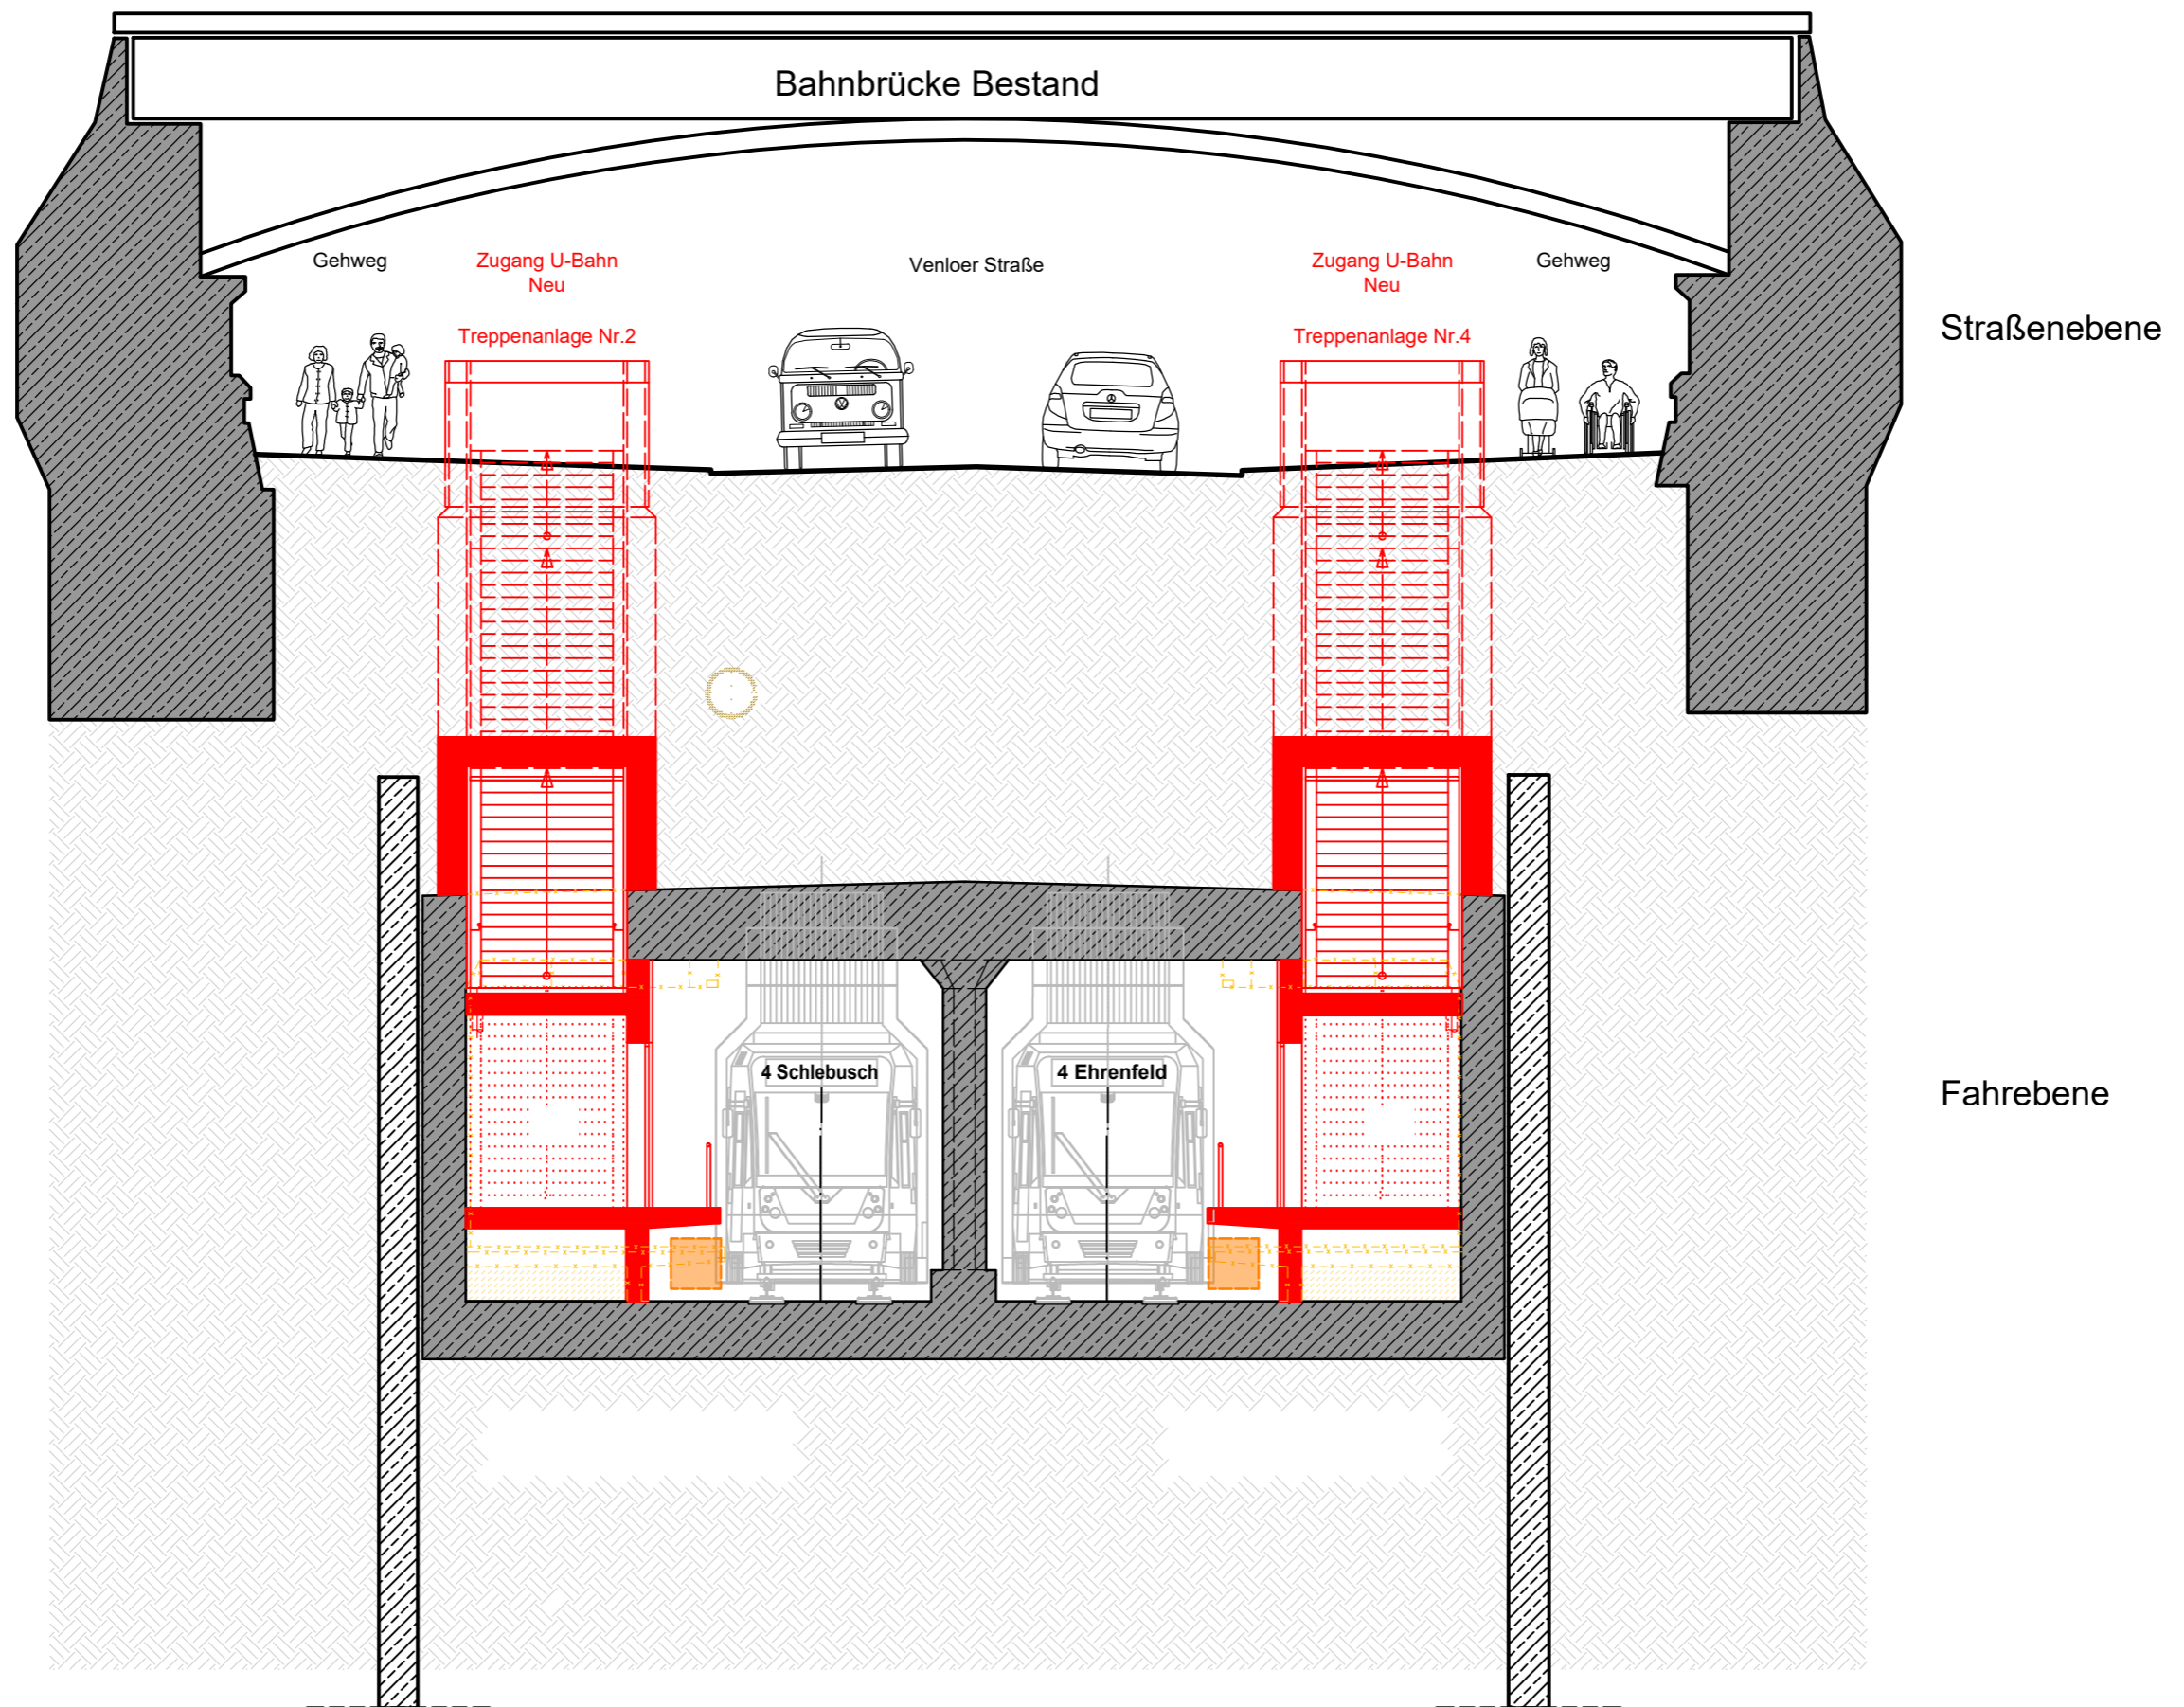 Bahnbrücke Bestand
Gehweg
Zugang U-Bahn
Neu
Venloer Straße
Zugang U-Bahn
Neu
Gehweg
Treppenanlage Nr.2
Treppenanlage Nr.4
Straßenebene
4 Schlebusch
4 Ehrenfeld
Fahrebene